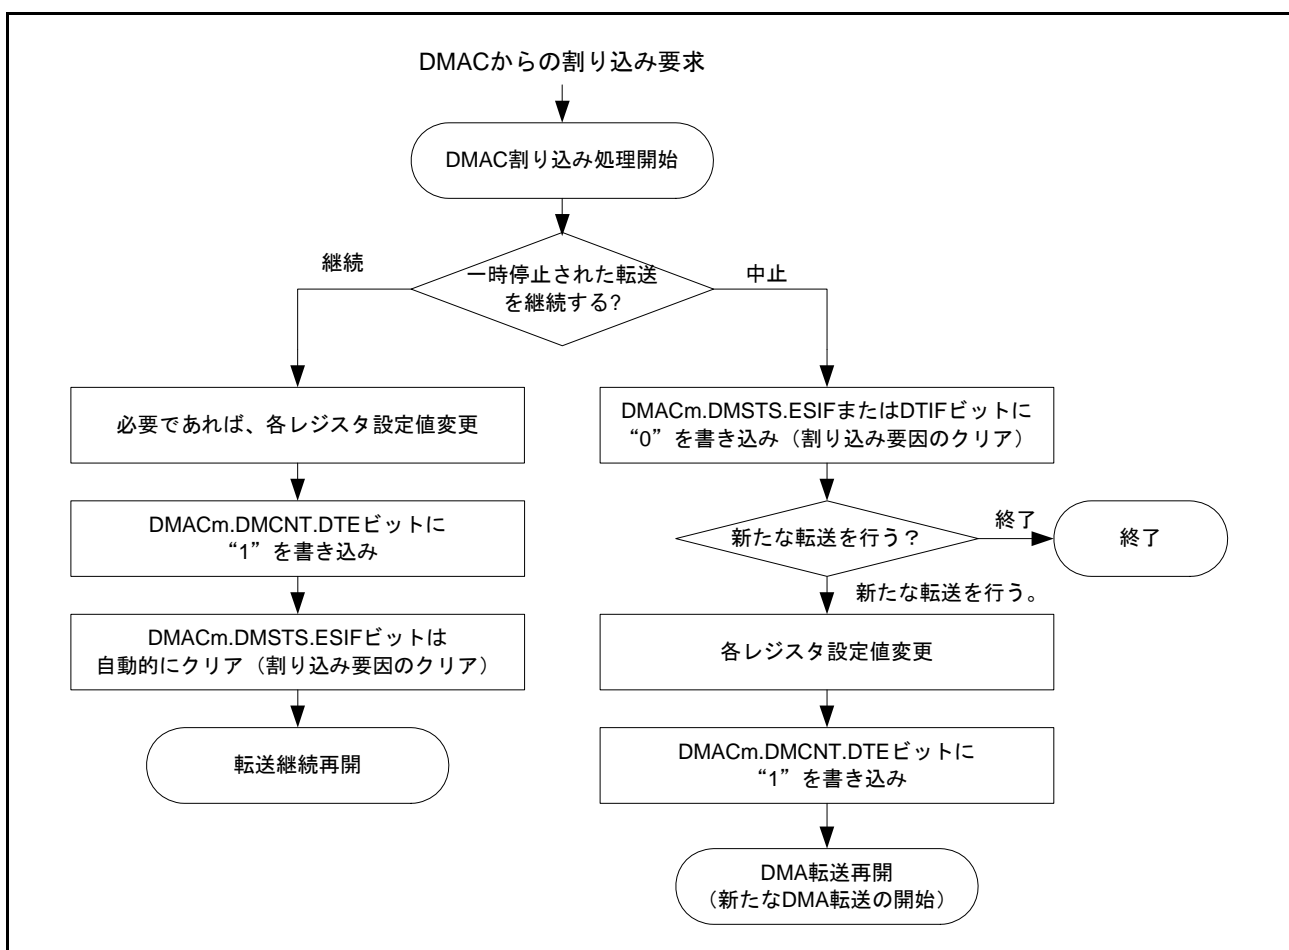 DMACからの割り込み要求
DMAC割り込み処理開始
一時停止された転送
を継続する?
継続
中止
必要であれば、各レジスタ設定値変更
DMACm.DMCNT.DTEビットに
“1”を書き込み
DMACm.DMSTS.ESIFビットは
自動的にクリア（割り込み要因のクリア）
転送継続再開
DMACm.DMSTS.ESIFまたはDTIFビットに
“0”を書き込み（割り込み要因のクリア）
新たな転送を行う？
終了
終了
新たな転送を行う。
各レジスタ設定値変更
DMACm.DMCNT.DTEビットに
“1”を書き込み
DMA転送再開
（新たなDMA転送の開始）